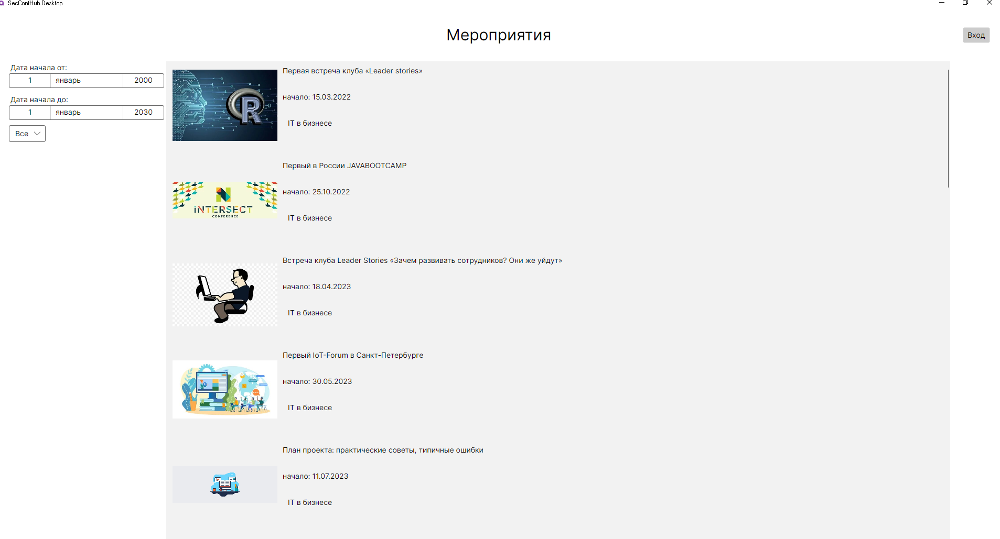 SecConfHub.Desktop
Мероприятия
Вход
Дата начала от:
1 январь 2000
Дата начала до:
1 январь 2030
Все
Первая встреча клуба «Leader stories»
начало: 15.03.2022
IT в бизнесе
R
Первый в России JAVABOOTCAMP
начало: 25.10.2022
IT в бизнесе
INTERSECT
CONFERENCE
Встреча клуба Leader Stories «Зачем развивать сотрудников? Они же уйдут»
начало: 18.04.2023
IT в бизнесе
Первый IoT-Forum в Санкт-Петербурге
начало: 30.05.2023
IT в бизнесе
План проекта: практические советы, типичные ошибки
начало: 11.07.2023
IT в бизнесе